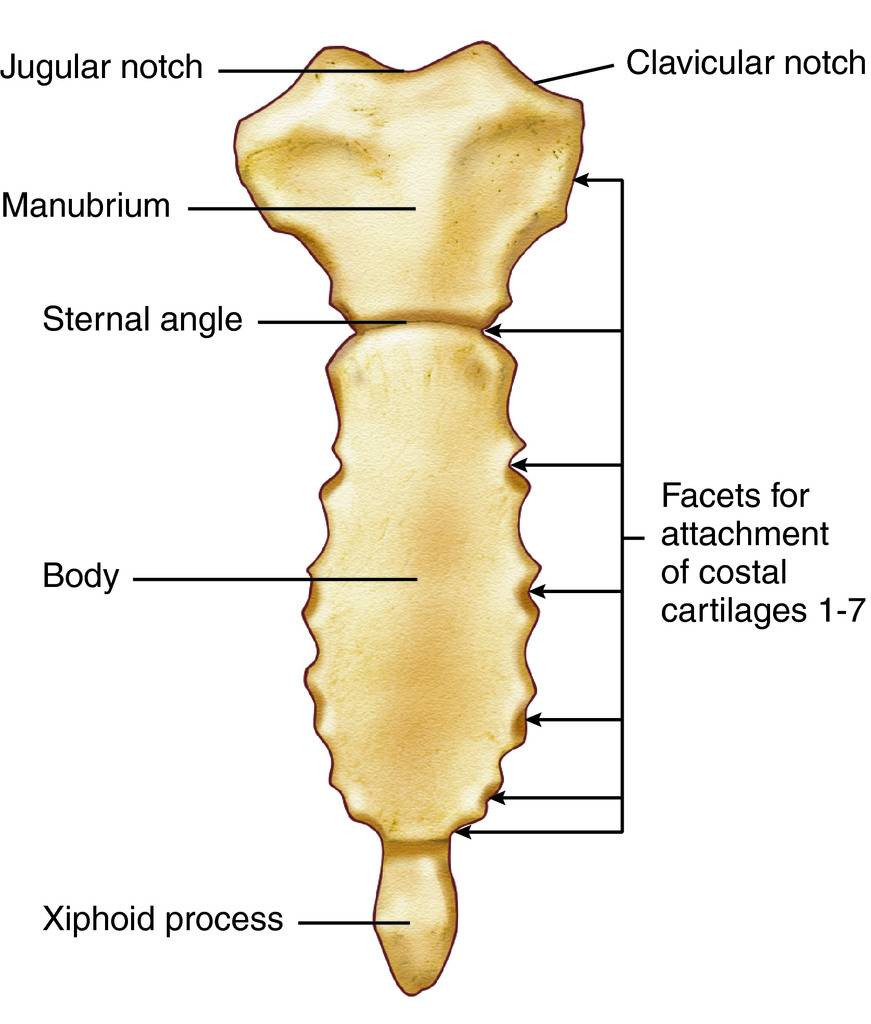 Jugular notch
Clavicular notch
Manubrium
Sternal angle
Facets for
attachment
of costal
cartilages 1-7
Body
Xiphoid process